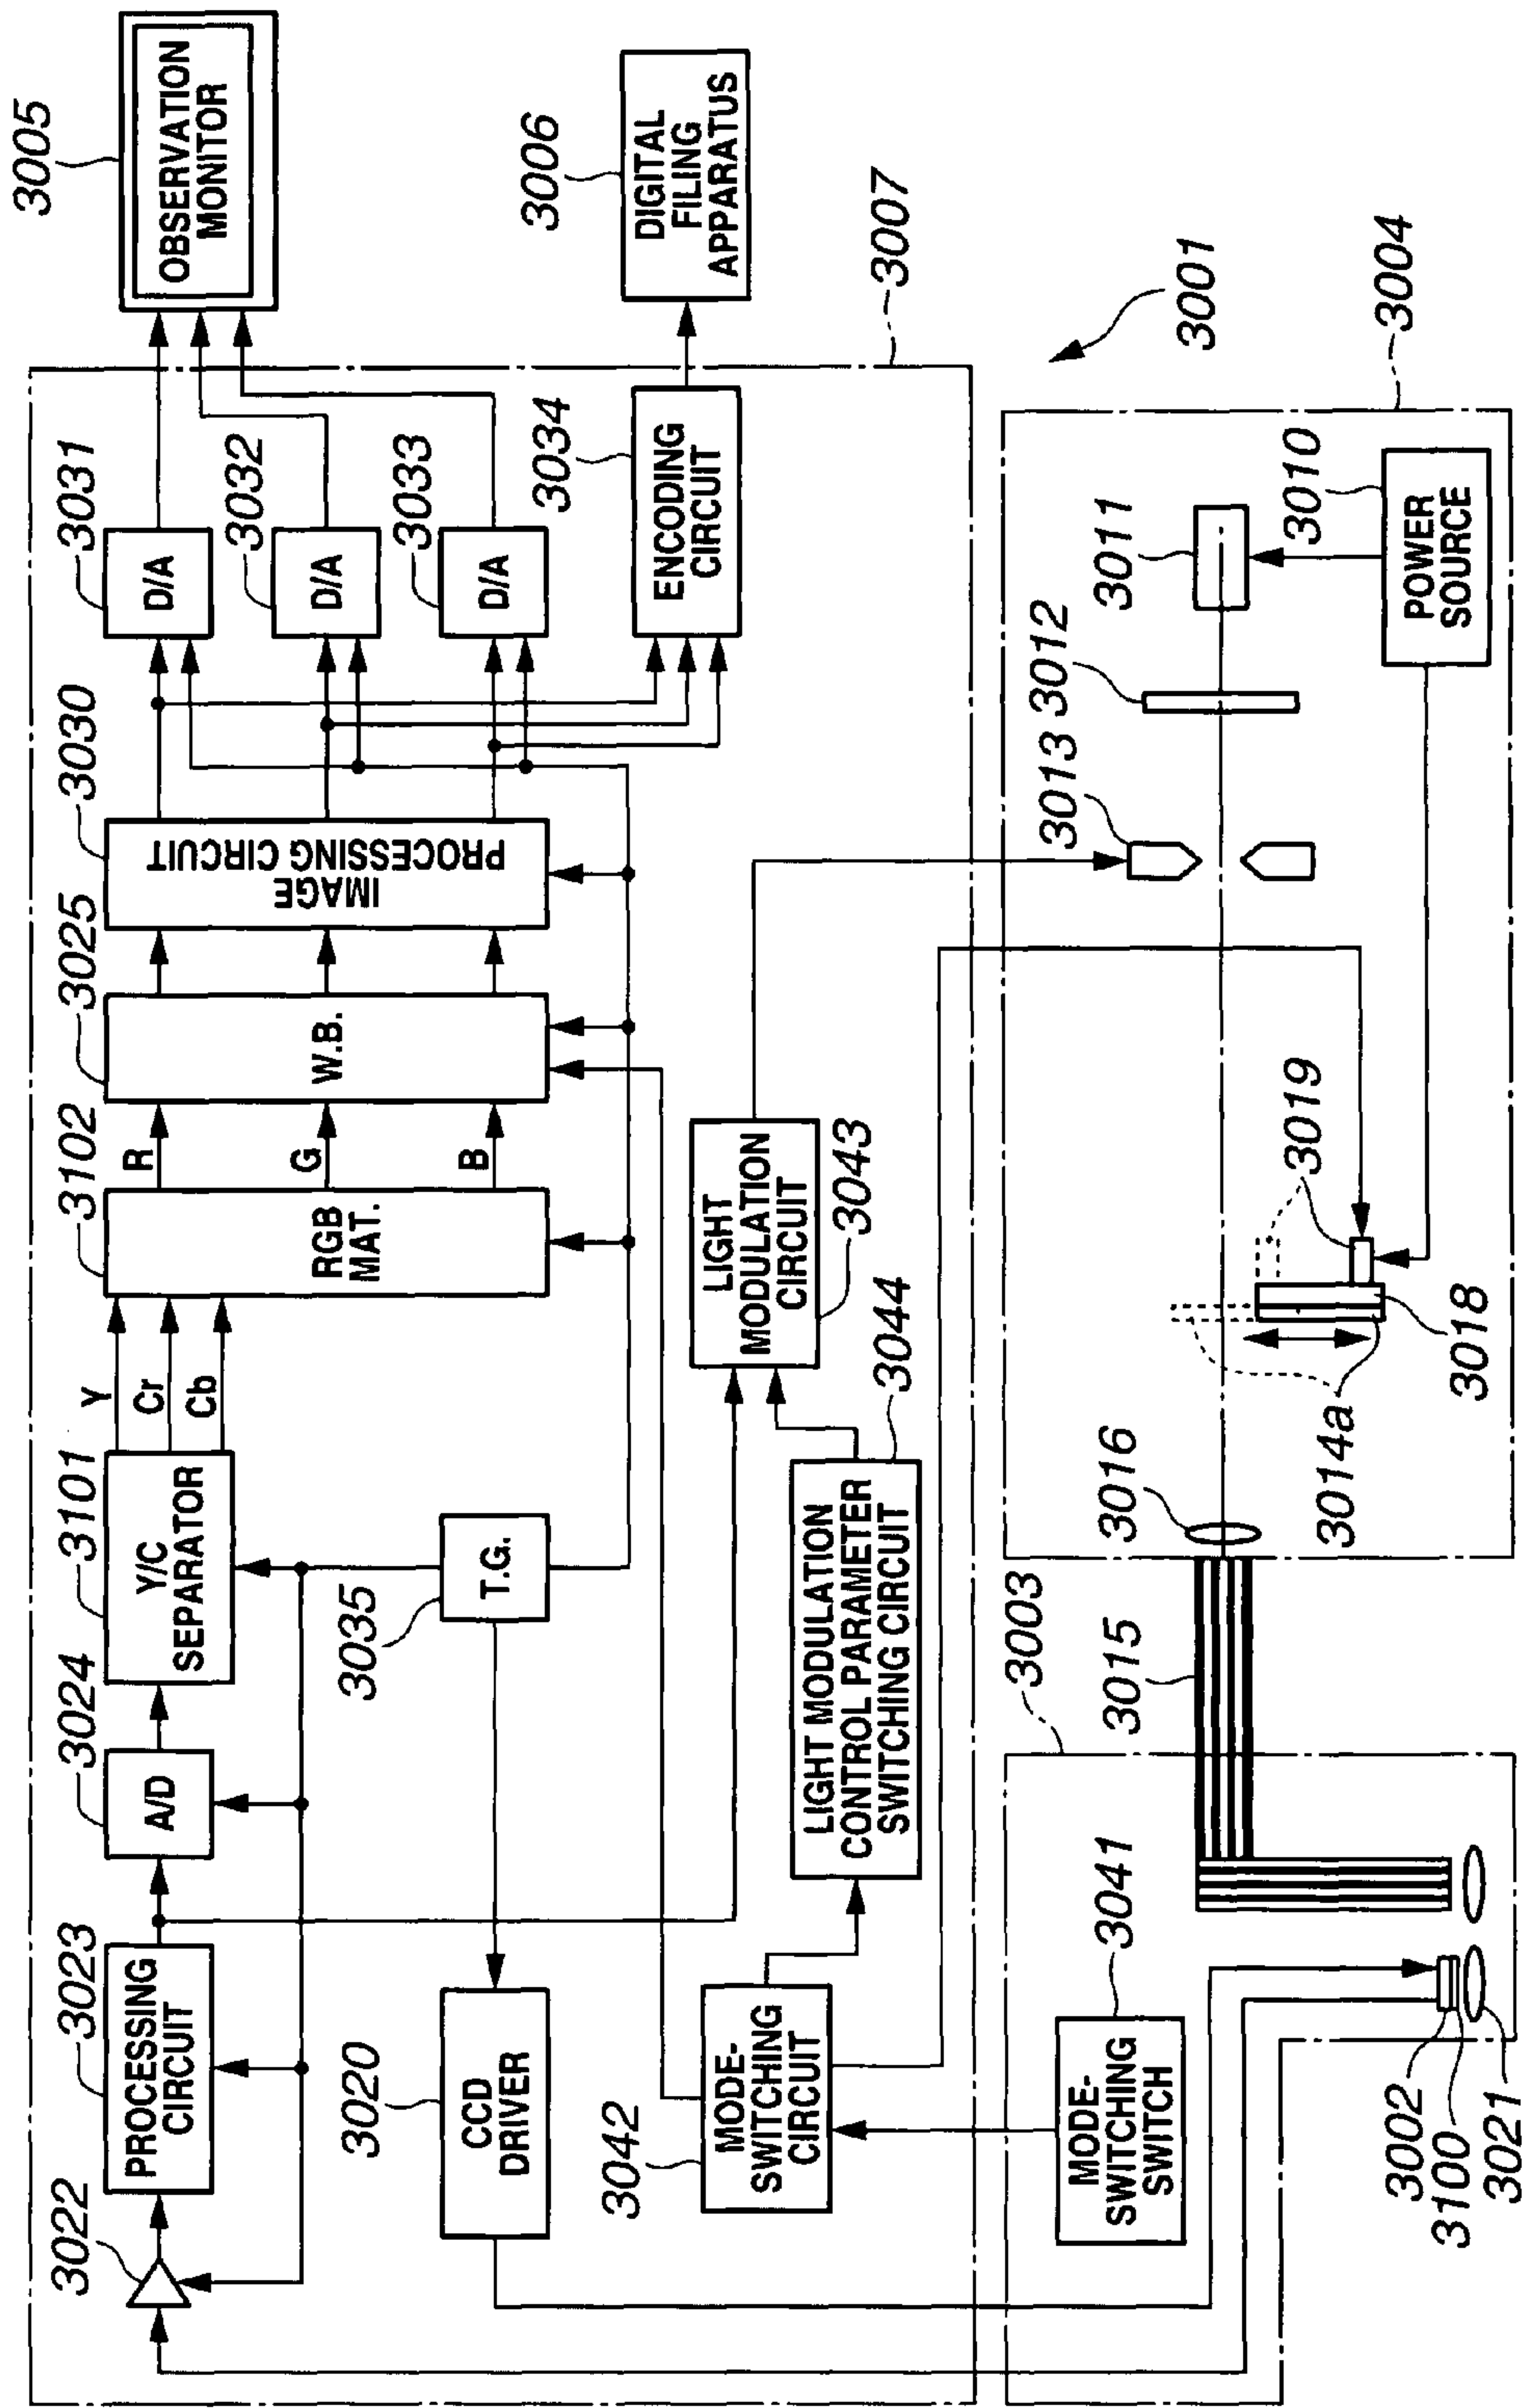 3005
OBSERVATION
MONITOR
3006
DIGITAL
FILING
APPARATUS
3007
3031
D/A
3032
D/A
3033
D/A
3034
ENCODING
CIRCUIT
3030
IMAGE
PROCESSING CIRCUIT
3025
W.B.
3102
RGB
MAT.
R
G
B
Y
Cr
Cb
3101
Y/C
SEPARATOR
3024
A/D
3023
PROCESSING
CIRCUIT
3022
3035
T.G.
3020
CCD
DRIVER
3042
MODE-
SWITCHING
CIRCUIT
LIGHT
MODULATION
CIRCUIT
3043
3044
LIGHT MODULATION
CONTROL PARAMETER
SWITCHING CIRCUIT
3001
3004
3010
POWER
SOURCE
3011
3012
3013
3019
3018
3014a
3016
3015
3003
3041
MODE-
SWITCHING
SWITCH
3002
3100
3021